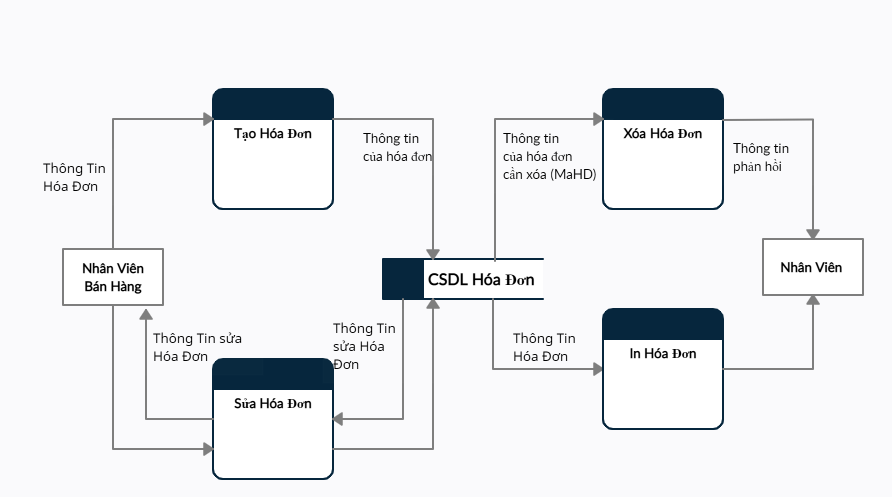 Tạo Hóa Đơn
Thông tin
của hóa đơn
Thông tin
của hóa đơn
cần xóa (MaHD)
Xóa Hóa Đơn
Thông tin
phản hồi
Thông Tin
Hóa Đơn
Nhân Viên
Bán Hàng
CSDL Hóa Đơn
Nhân Viên
Thông Tin sửa
Hóa Đơn
Thông Tin
sửa Hóa
Đơn
Thông Tin
Hóa Đơn
In Hóa Đơn
Sửa Hóa Đơn